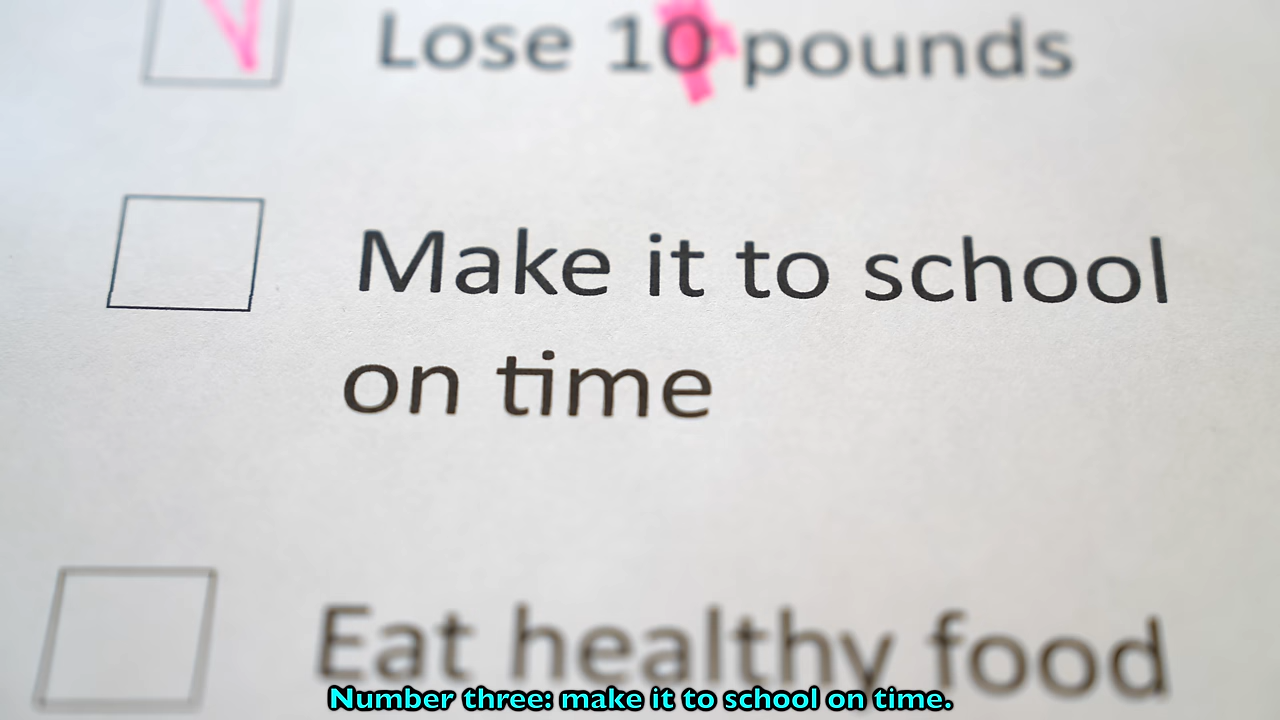 Lose 10 pounds
Make it to school
on time
Eat healthy food
Number three: make it to school on time.